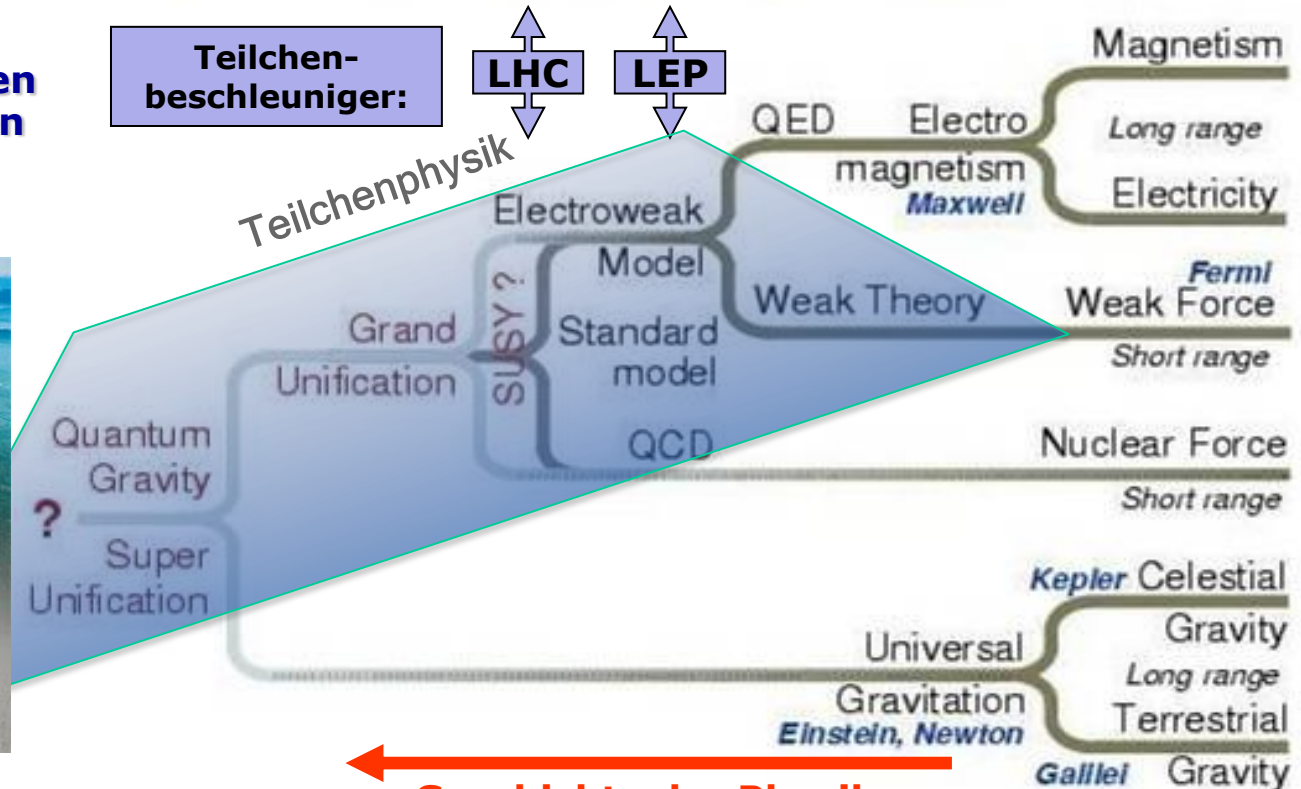 en
n
Teilchen-
beschleuniger:
LHC
LEP
Teilchenphysik
Magnetism
QED
Electro
magnetism
Maxwell
Long range
Electricity
Electroweak
Model
Fermi
Weak Theory
Weak Force
Short range
SUSY ?
Grand
Unification
Standard
model
Quantum
Gravity
QCD
Nuclear Force
Short range
?
Super
Unification
Kepler Celestial
Gravity
Universal
Gravitation
Einstein, Newton
Long range
Terrestrial
Galilei Gravity